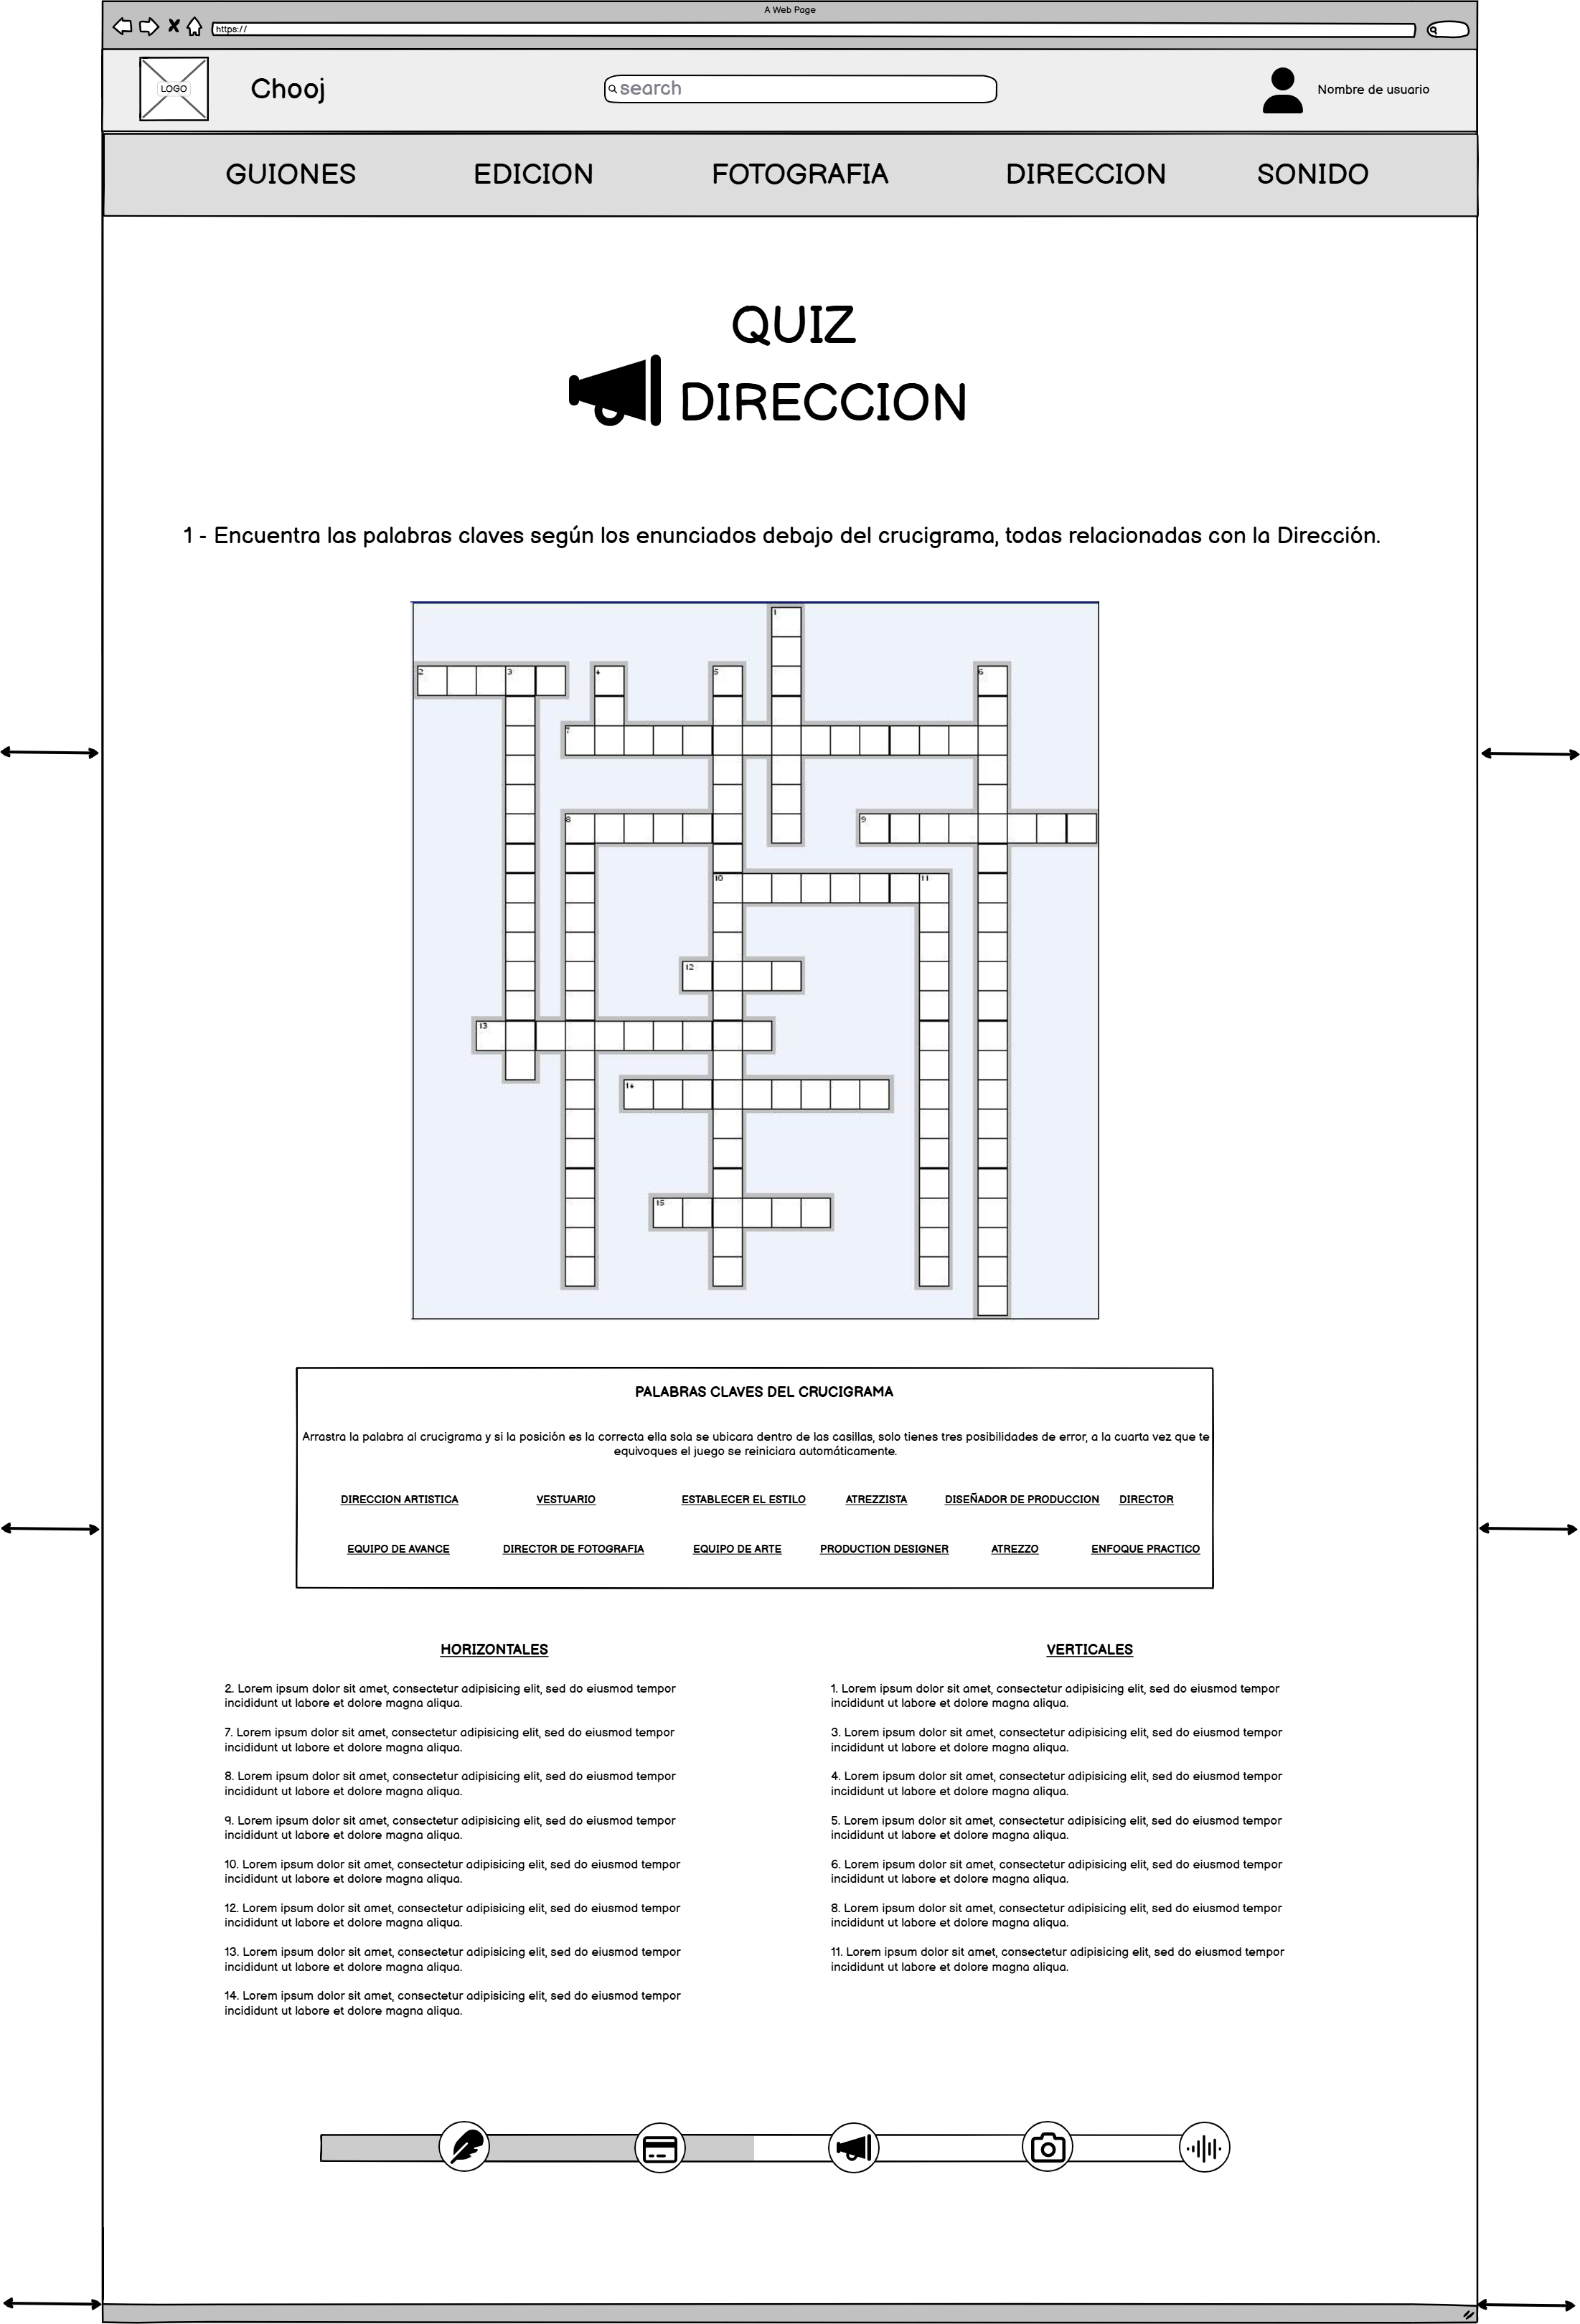 A Web Page
https://
LOGO
Chooj
search
Nombre de usuario
GUIONES EDICION FOTOGRAFIA DIRECCION SONIDO
QUIZ
DIRECCION
1 - Encuentra las palabras claves según los enunciados debajo del crucigrama, todas relacionadas con la Dirección.
1
2 3 4 5 6
7
8 9
10 11
12
13
14
15
PALABRAS CLAVES DEL CRUCIGRAMA
Arrastra la palabra al crucigrama y si la posición es la correcta ella sola se ubicara dentro de las casillas, solo tienes tres posibilidades de error, a la cuarta vez que te
equivoques el juego se reiniciara automáticamente.
DIRECCION ARTISTICA VESTUARIO ESTABLECER EL ESTILO ATREZZISTA DISEÑADOR DE PRODUCCION DIRECTOR
EQUIPO DE AVANCE DIRECTOR DE FOTOGRAFIA EQUIPO DE ARTE PRODUCTION DESIGNER ATREZZO ENFOQUE PRACTICO
HORIZONTALES
2. Lorem ipsum dolor sit amet, consectetur adipisicing elit, sed do eiusmod tempor
incididunt ut labore et dolore magna aliqua.
7. Lorem ipsum dolor sit amet, consectetur adipisicing elit, sed do eiusmod tempor
incididunt ut labore et dolore magna aliqua.
8. Lorem ipsum dolor sit amet, consectetur adipisicing elit, sed do eiusmod tempor
incididunt ut labore et dolore magna aliqua.
9. Lorem ipsum dolor sit amet, consectetur adipisicing elit, sed do eiusmod tempor
incididunt ut labore et dolore magna aliqua.
10. Lorem ipsum dolor sit amet, consectetur adipisicing elit, sed do eiusmod tempor
incididunt ut labore et dolore magna aliqua.
12. Lorem ipsum dolor sit amet, consectetur adipisicing elit, sed do eiusmod tempor
incididunt ut labore et dolore magna aliqua.
13. Lorem ipsum dolor sit amet, consectetur adipisicing elit, sed do eiusmod tempor
incididunt ut labore et dolore magna aliqua.
14. Lorem ipsum dolor sit amet, consectetur adipisicing elit, sed do eiusmod tempor
incididunt ut labore et dolore magna aliqua.
VERTICALES
1. Lorem ipsum dolor sit amet, consectetur adipisicing elit, sed do eiusmod tempor
incididunt ut labore et dolore magna aliqua.
3. Lorem ipsum dolor sit amet, consectetur adipisicing elit, sed do eiusmod tempor
incididunt ut labore et dolore magna aliqua.
4. Lorem ipsum dolor sit amet, consectetur adipisicing elit, sed do eiusmod tempor
incididunt ut labore et dolore magna aliqua.
5. Lorem ipsum dolor sit amet, consectetur adipisicing elit, sed do eiusmod tempor
incididunt ut labore et dolore magna aliqua.
6. Lorem ipsum dolor sit amet, consectetur adipisicing elit, sed do eiusmod tempor
incididunt ut labore et dolore magna aliqua.
8. Lorem ipsum dolor sit amet, consectetur adipisicing elit, sed do eiusmod tempor
incididunt ut labore et dolore magna aliqua.
11. Lorem ipsum dolor sit amet, consectetur adipisicing elit, sed do eiusmod tempor
incididunt ut labore et dolore magna aliqua.